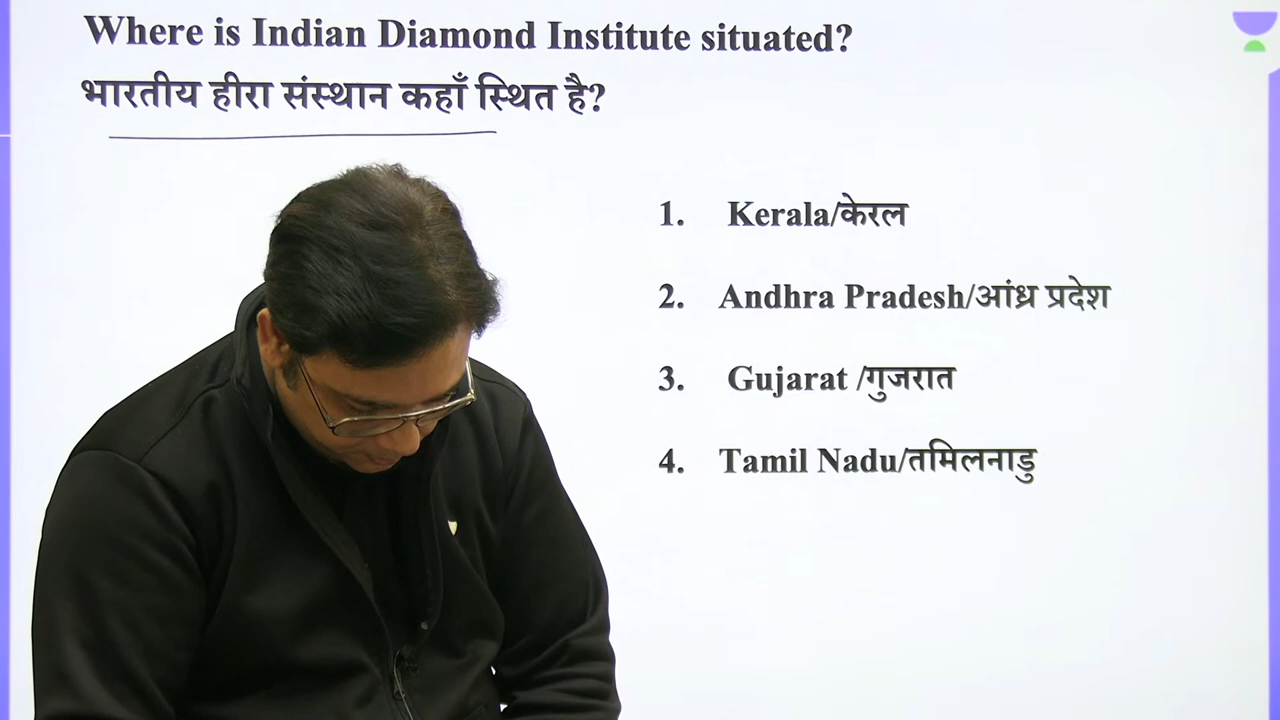 Where is Indian Diamond Institute situated?
भारतीय हीरा संस्थान कहाँ स्थित है?
1. Kerala/केरल
2. Andhra Pradesh/आंध्र प्रदेश
3. Gujarat /गुजरात
4. Tamil Nadu/तमिलनाडु